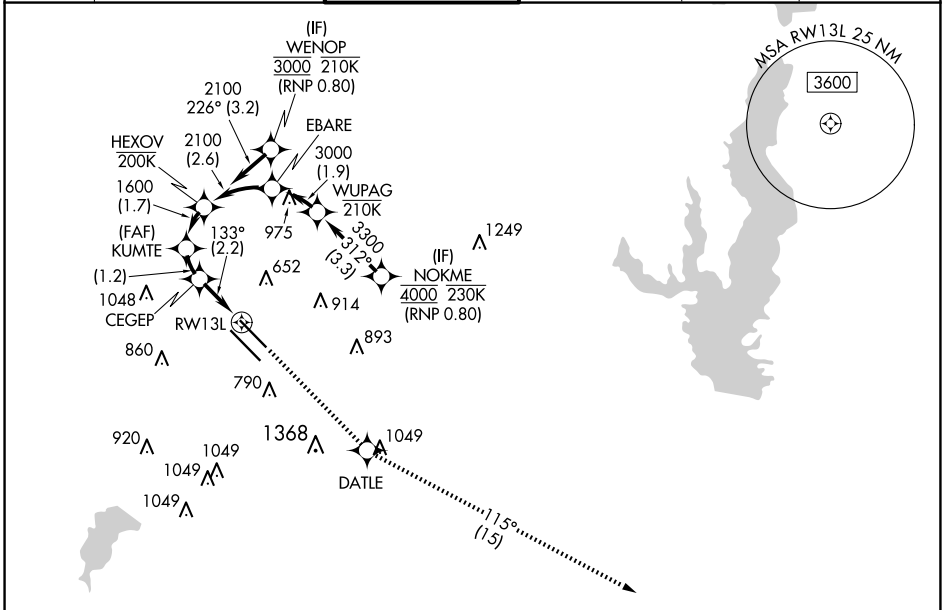 (IF)
WENOP
3000 210K
(RNP 0.80)
2100
226° (3.2)
EBARE
HEXOV
200K
2100
(2.6)
3000
(1.9)
1600
(1.7)
WUPAG
210K
(FAF)
KUMTE
133°
(2.2)
975
3300
312°
(3.3)
1249
(IF)
NOKME
4000 230K
(RNP 0.80)
(1.2)
652
1048
914
CEGEP
RW13L
893
860
790
1368
1049
920
1049
1049
DATLE
1049
115°
(15)
MSA RW13L 25 NM
3600